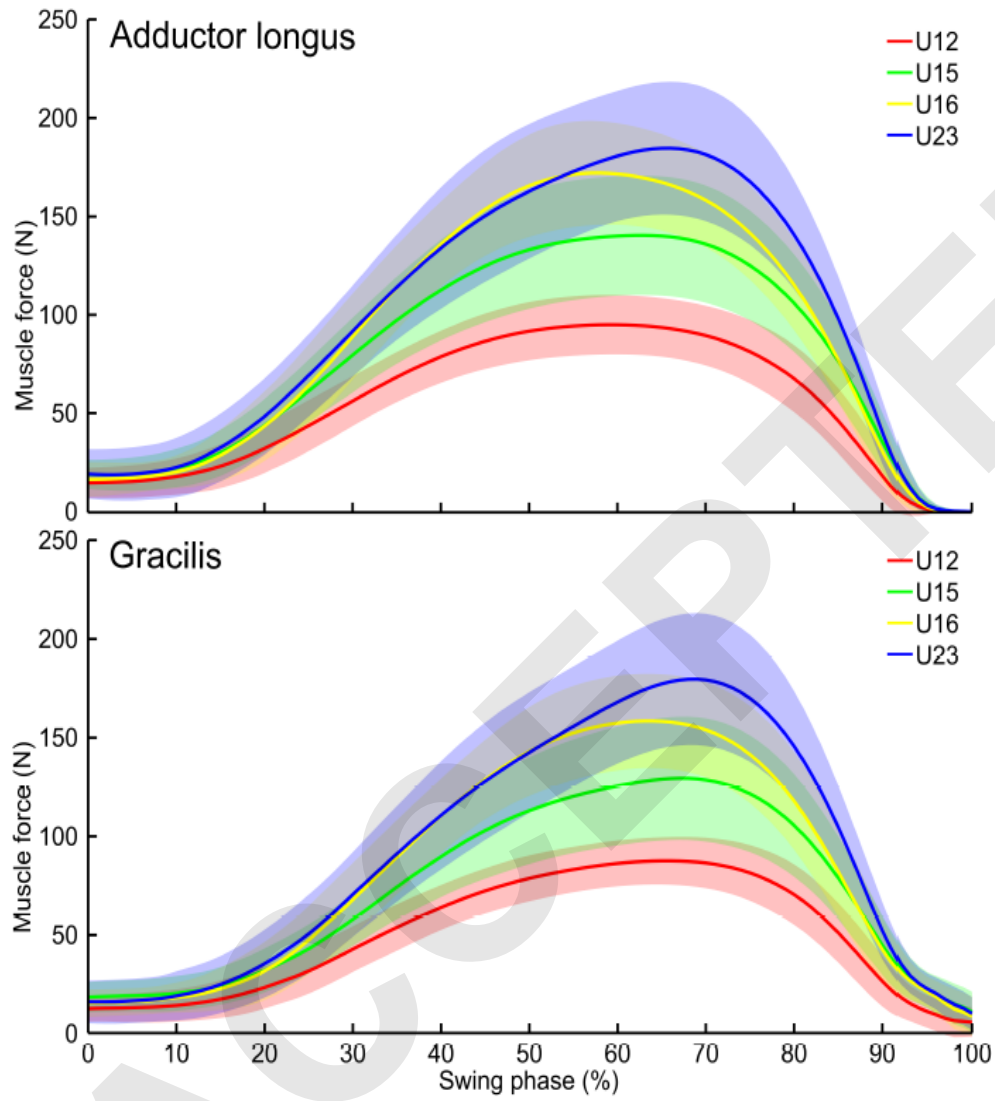 Adductor longus
250
200
150
100
50
0
Muscle force (N)
U12
U15
U16
U23
0 10 20 30 40 50 60 70 80 90 100
Gracilis
250
200
150
100
50
0
Muscle force (N)
U12
U15
U16
U23
0 10 20 30 40 50 60 70 80 90 100
Swing phase (%)
ACCEPTE